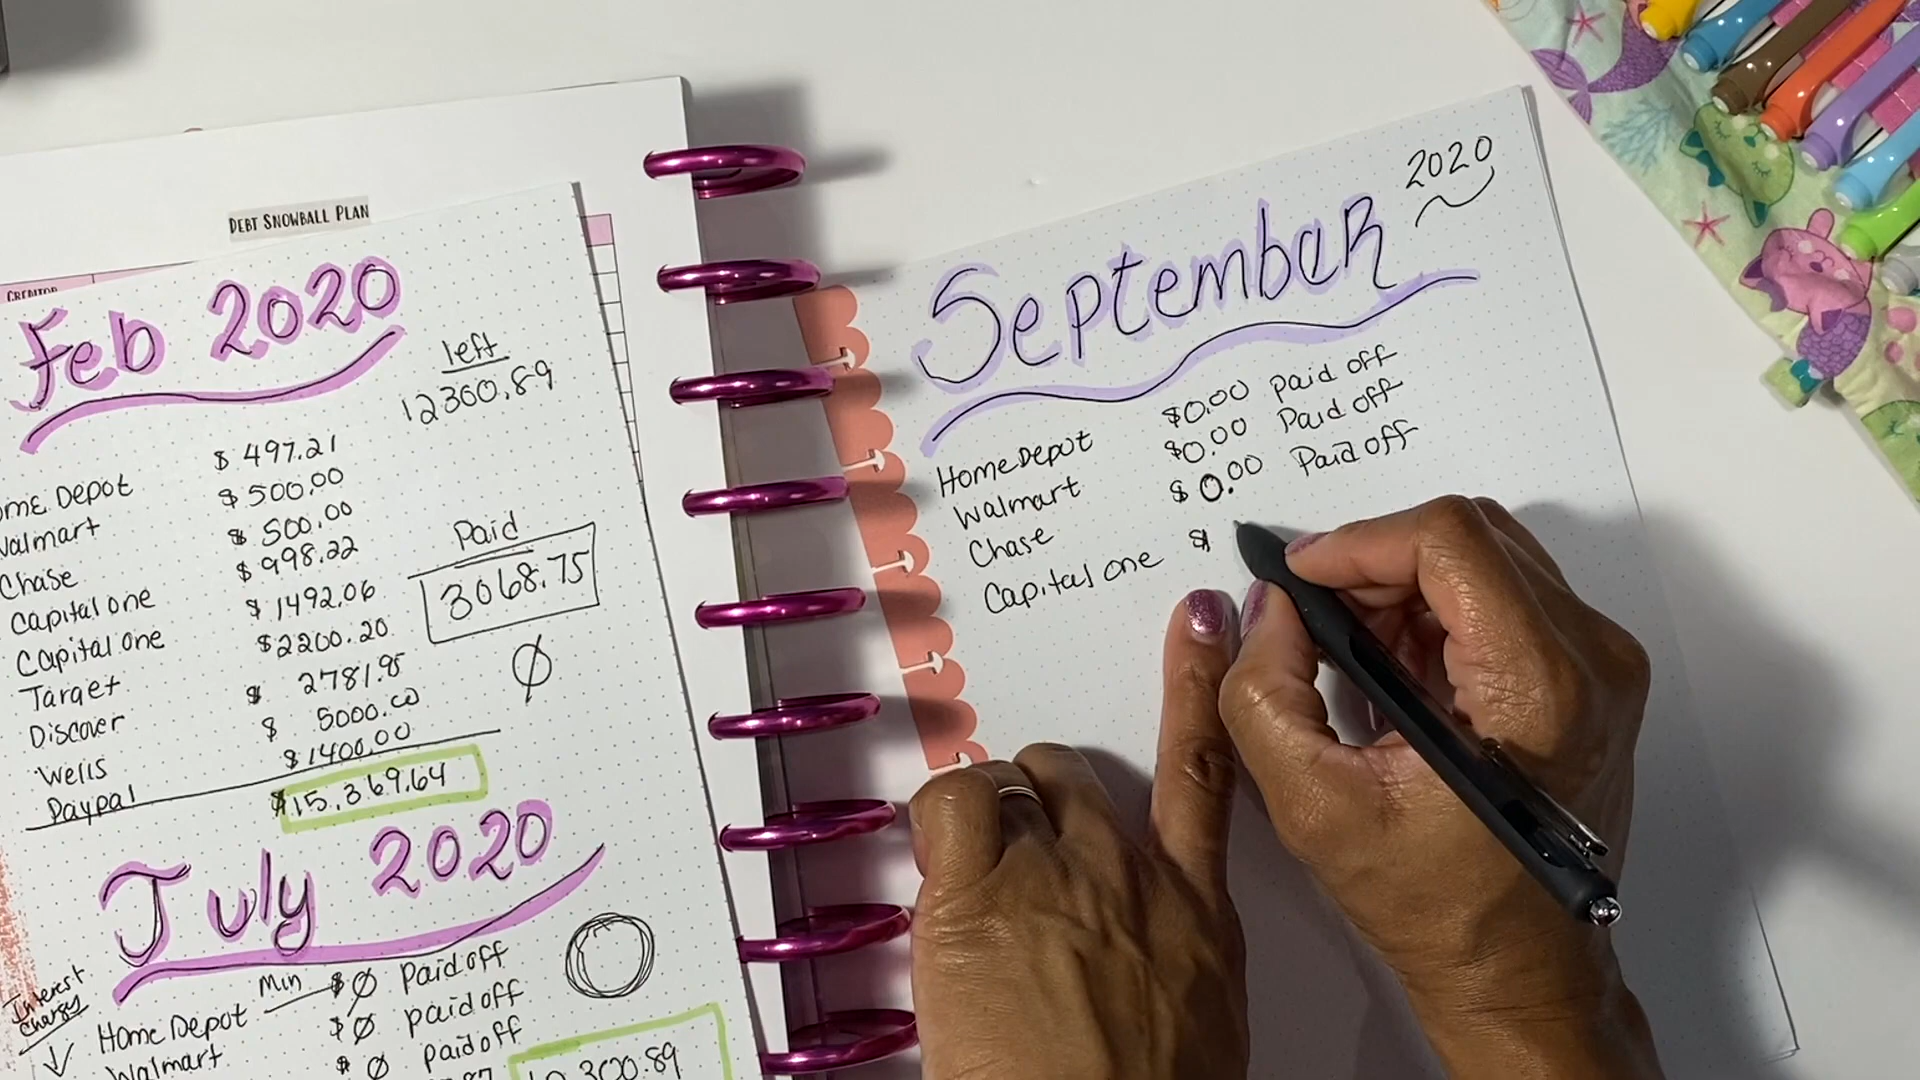 DEBT SNOWBALL PLAN
CREDITOR
Feb 2020
left
12300.89
ome Depot $ 497.21
Walmart $500.00
Chase $ 500.00
Capital one $998.22
Capital One $ 1492.06
Target $2200.20
Discover $ 2781.95
Wells $ 5000.00
Paypal $1400.00
$15,369.64
Paid
3068.75
Ø
July 2020
Interest
Charges
Min
Home Depot $Ø paid off
Walmart $Ø paid off
$ Ø paid off
300.89
September 2020
Home Depot $0.00 paid off
Walmart $0.00 Paid off
Chase $0.00 Paid off
Capital one $